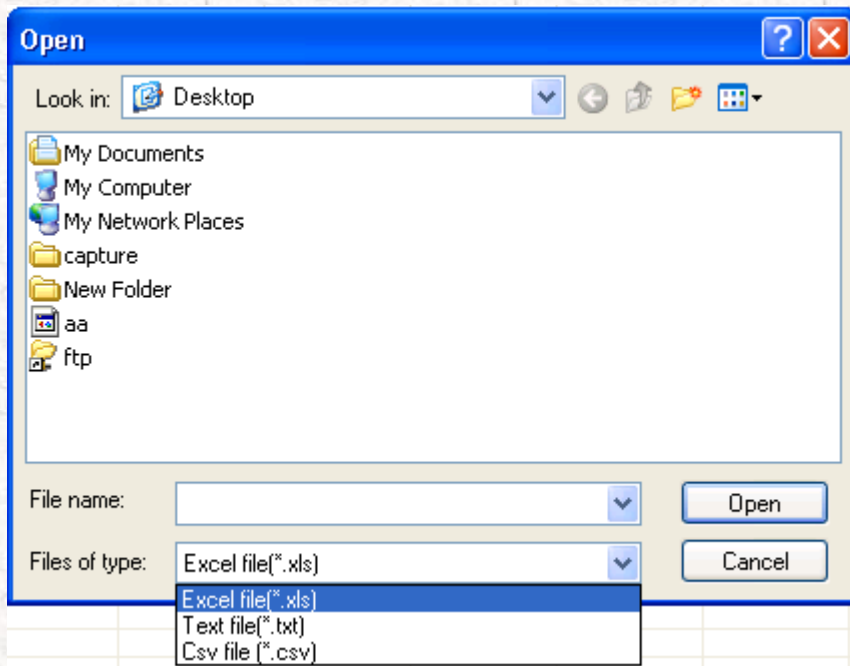 Open
Look in: Desktop
My Documents
My Computer
My Network Places
capture
New Folder
aa
ftp
File name: Open
Files of type: Excel file(*.xls) Cancel
Excel file(*.xls)
Text file(*.txt)
Csv file (*.csv)